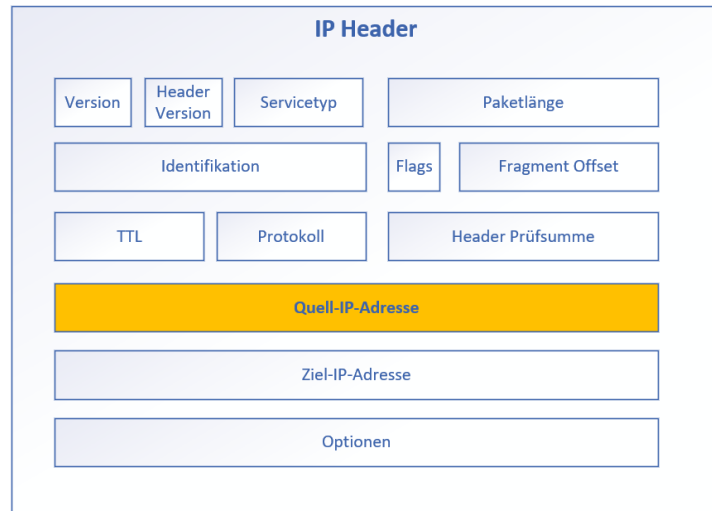 IP Header
Version
Header
Version
Servicetyp
Paketlänge
Identifikation
Flags
Fragment Offset
TTL
Protokoll
Header Prüfsumme
Quell-IP-Adresse
Ziel-IP-Adresse
Optionen